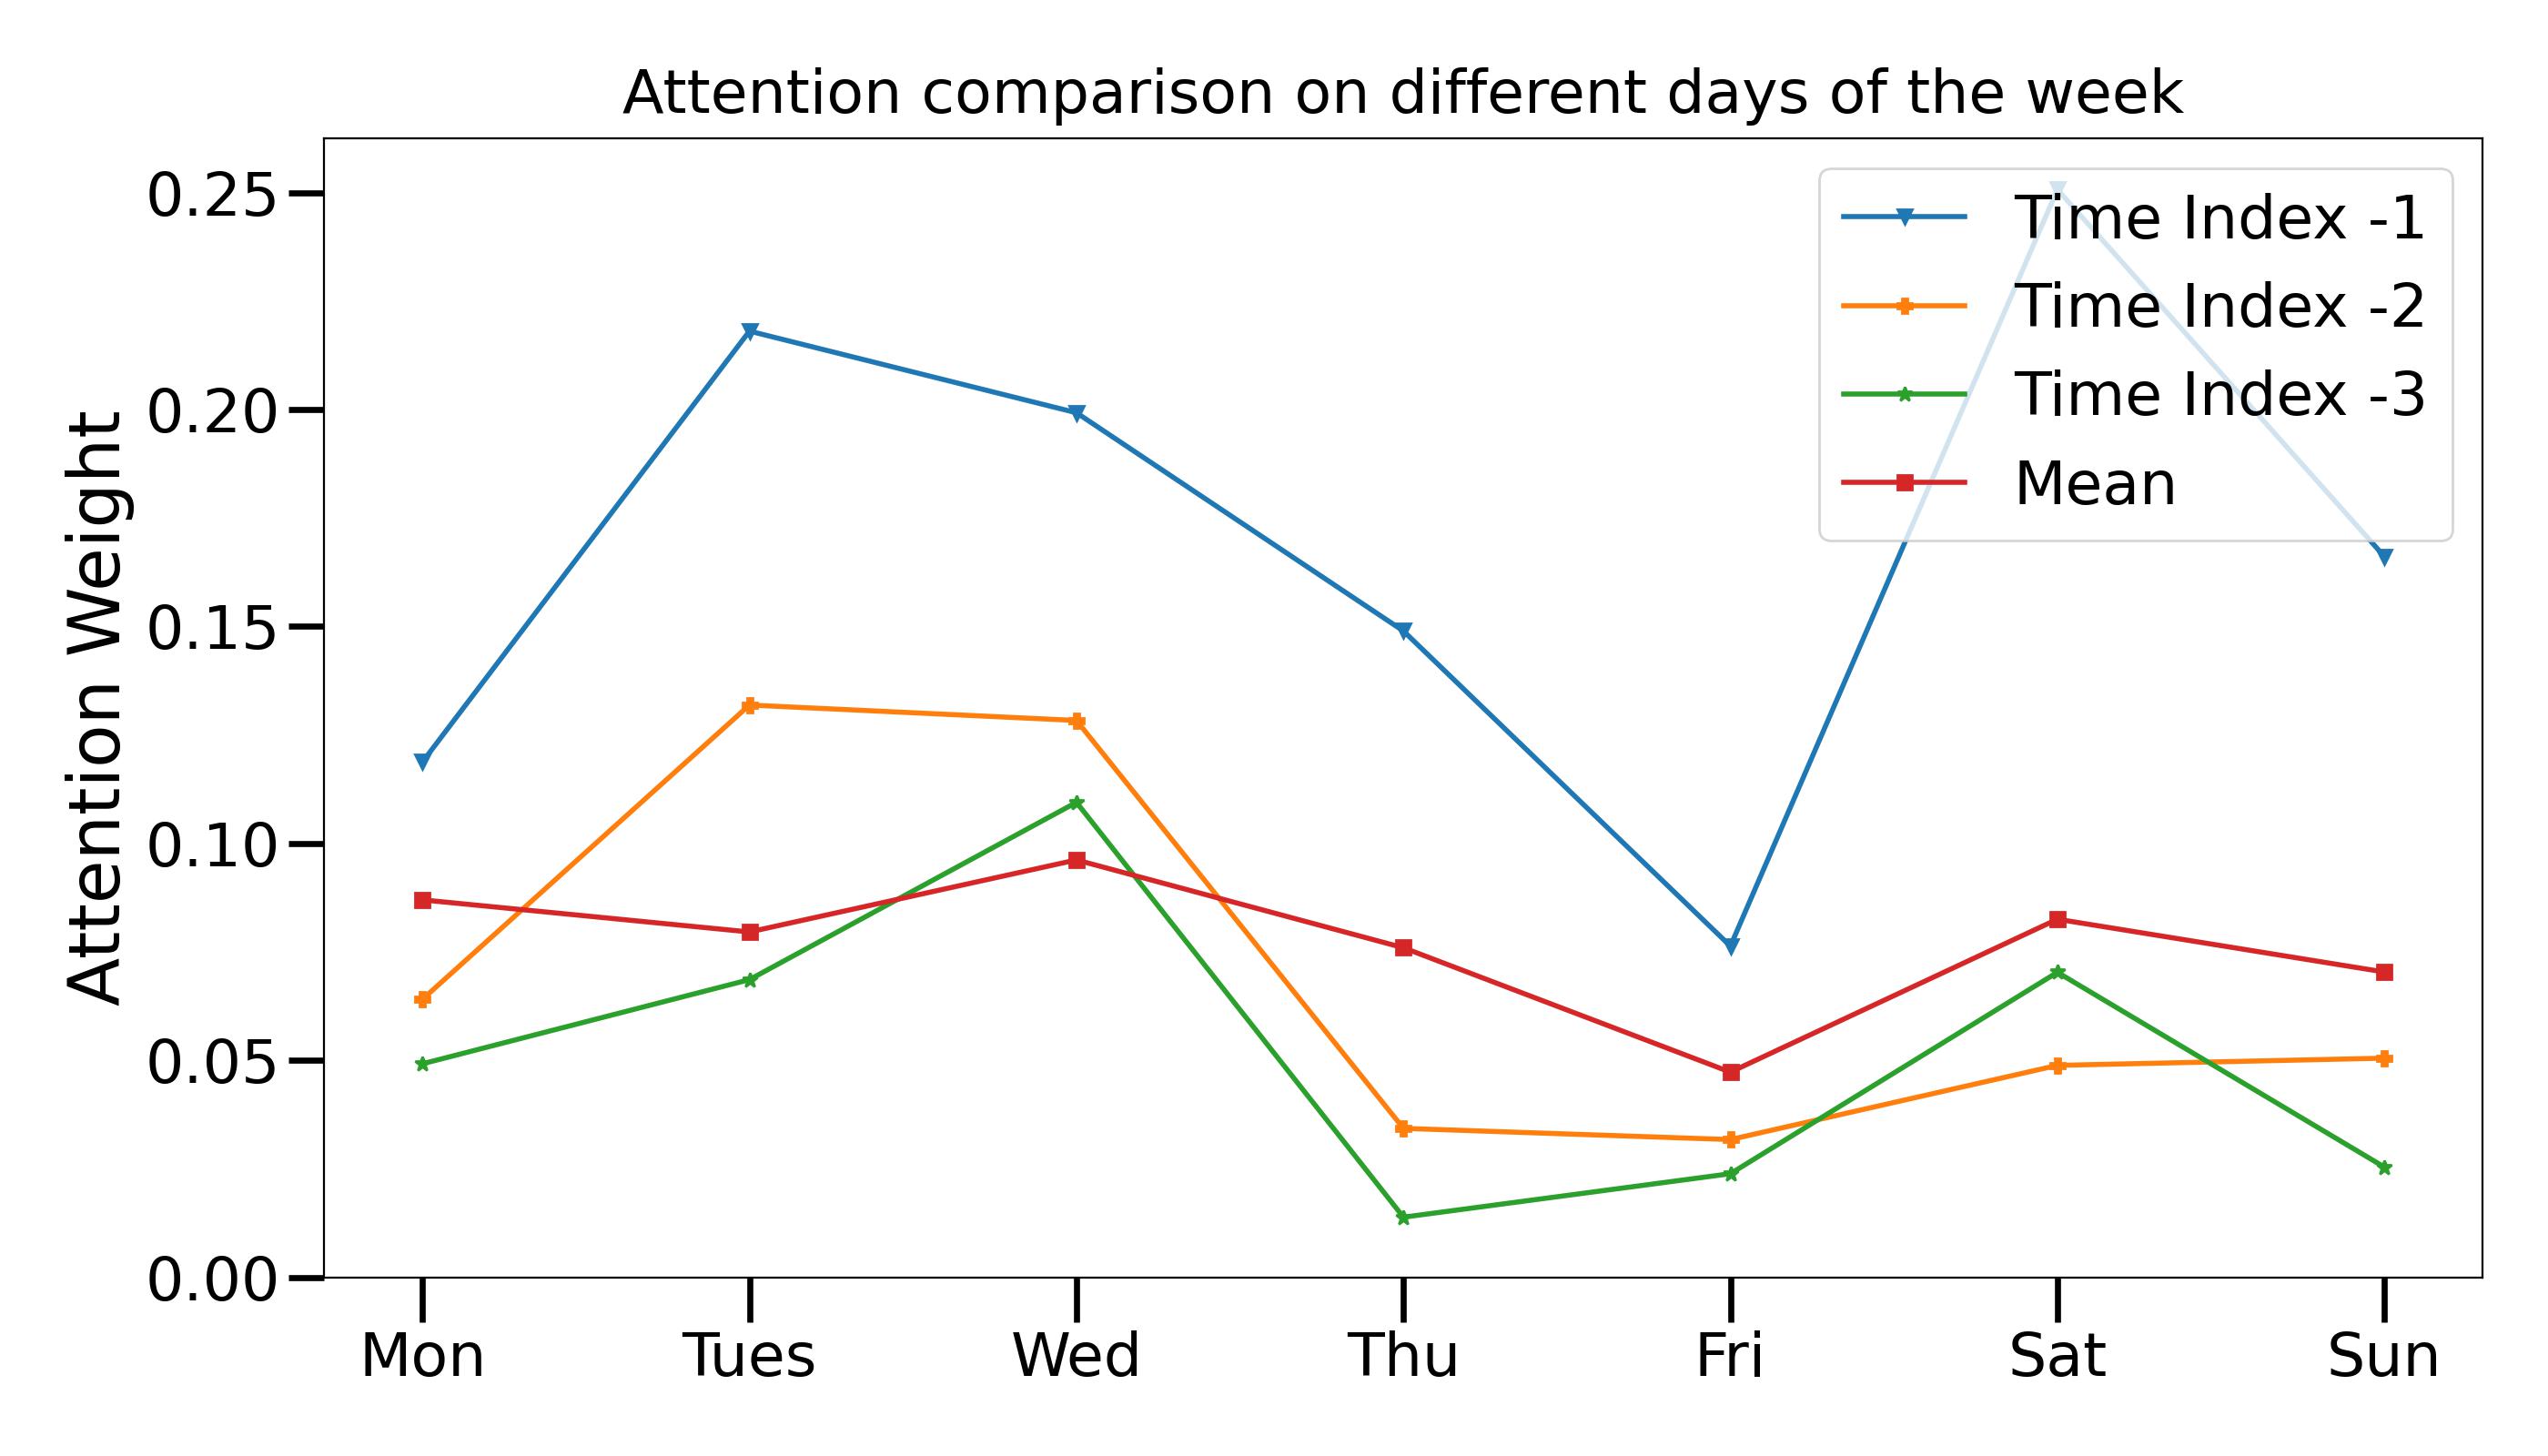 Attention comparison on different days of the week
Attention Weight
0.25
0.20
0.15
0.10
0.05
0.00
Time Index -1
Time Index -2
Time Index -3
Mean
Mon Tues Wed Thu Fri Sat Sun